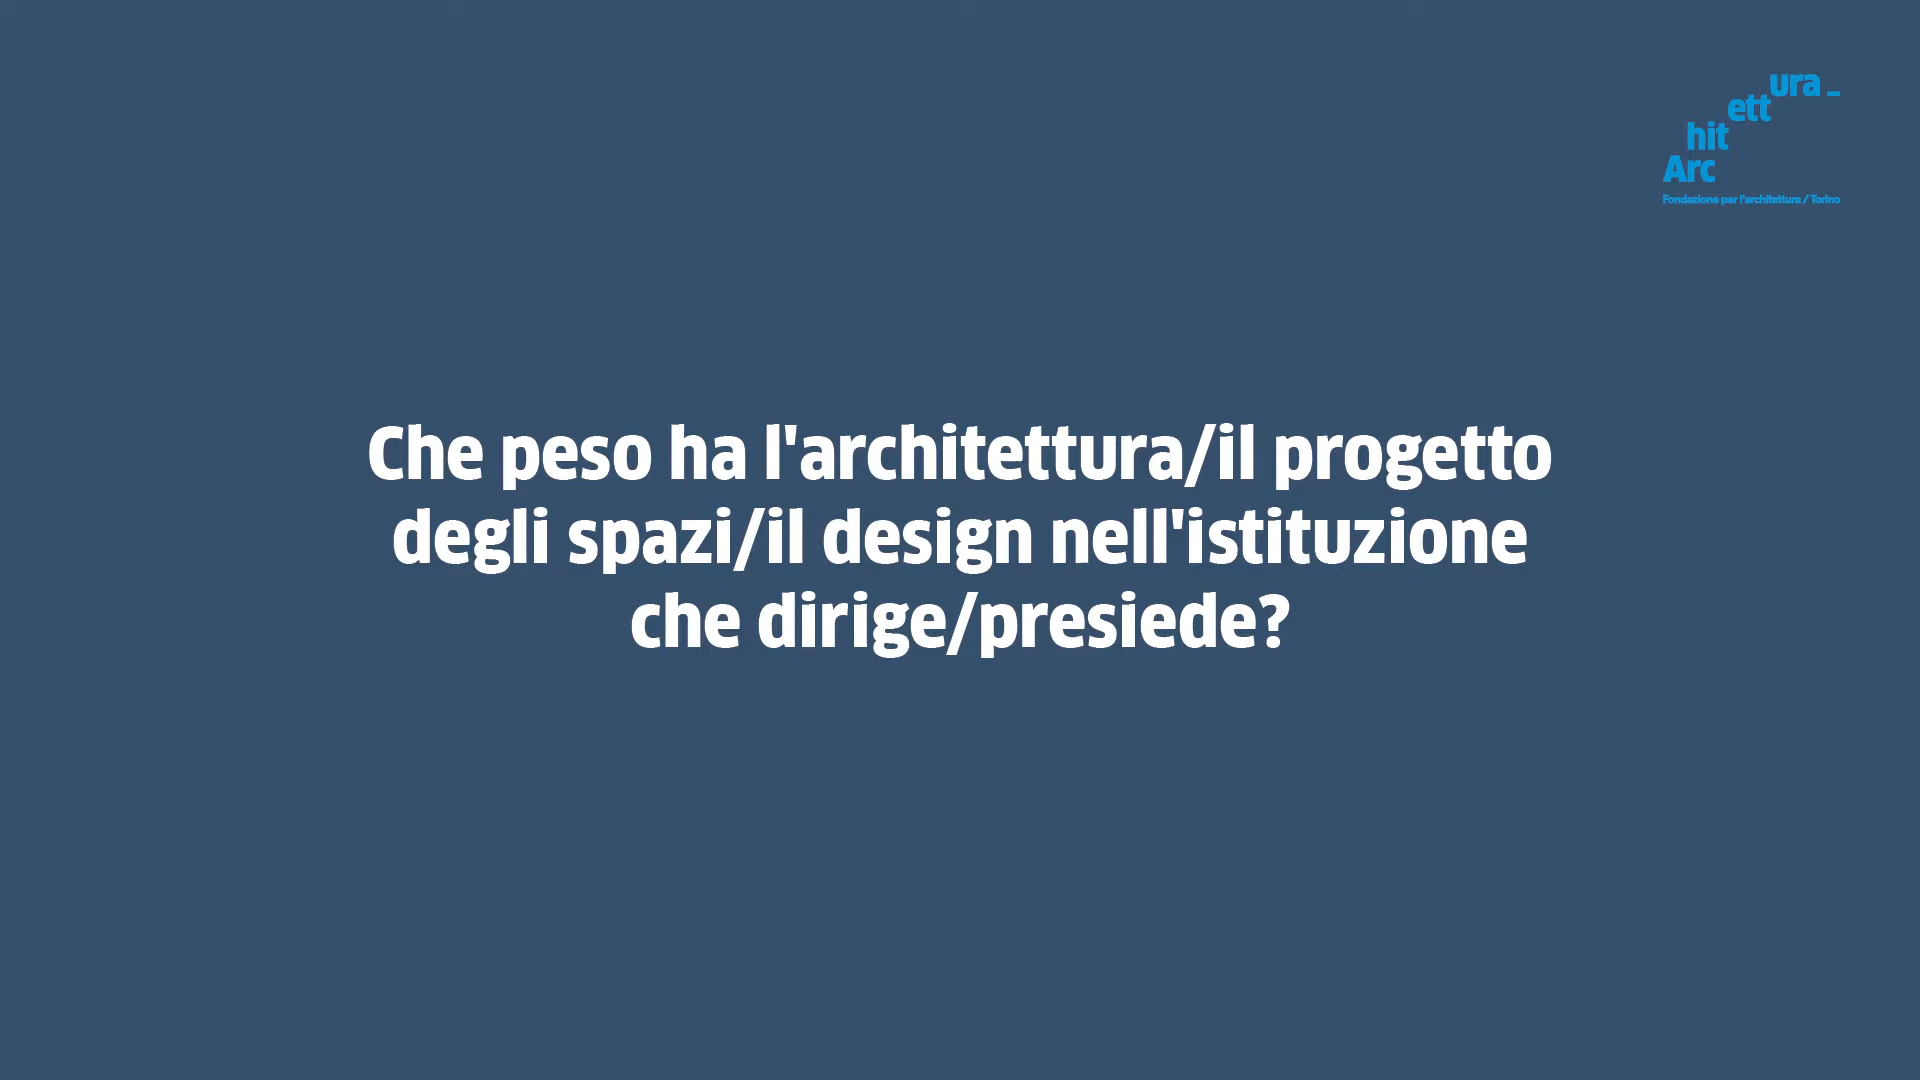 ura_
ett
hit
Arc
Fondazione per l'architettura / Torino
Che peso ha l'architettura/il progetto
degli spazi/il design nell'istituzione
che dirige/presiede?